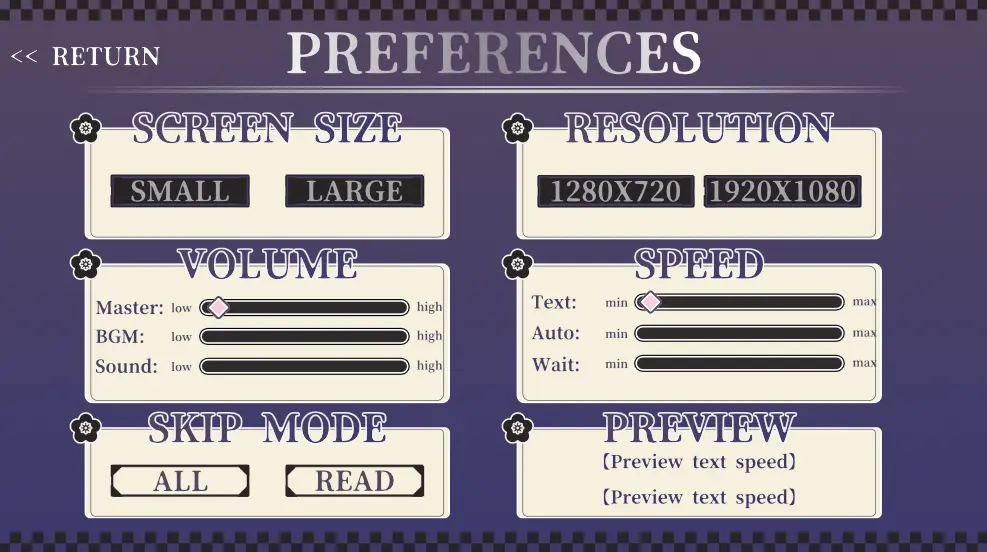 << RETURN
PREFERENCES
SCREEN SIZE
SMALL LARGE
RESOLUTION
1280X720 1920X1080
VOLUME
Master: low high
BGM: low high
Sound: low high
SPEED
Text: min max
Auto: min max
Wait: min max
SKIP MODE
ALL READ
PREVIEW
【Preview text speed】
【Preview text speed】